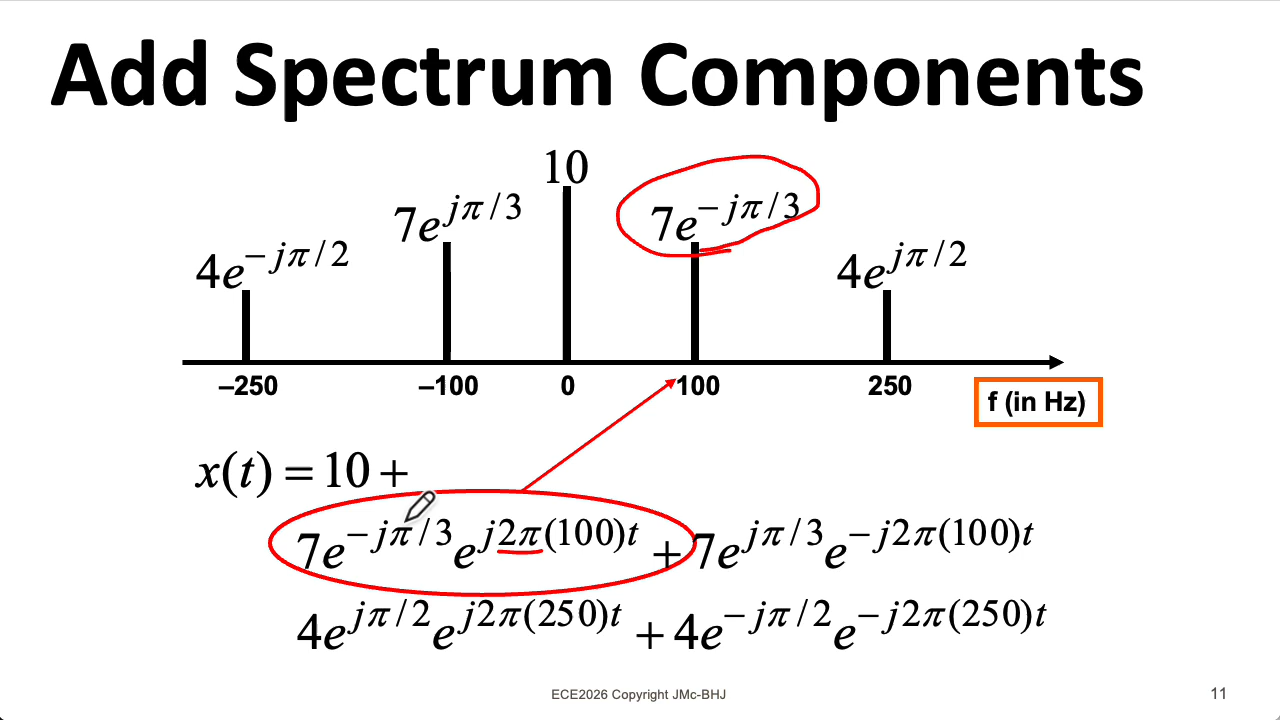 Add Spectrum Components
10
7e^{jπ/3} 7e^{−jπ/3}
4e^{−jπ/2} 4e^{jπ/2}
–250 –100 0 100 250
f (in Hz)
x(t) = 10 +
7e^{−jπ/3}e^{j2π(100)t} + 7e^{jπ/3}e^{−j2π(100)t}
4e^{jπ/2}e^{j2π(250)t} + 4e^{−jπ/2}e^{−j2π(250)t}
ECE2026 Copyright JMc-BHJ
11